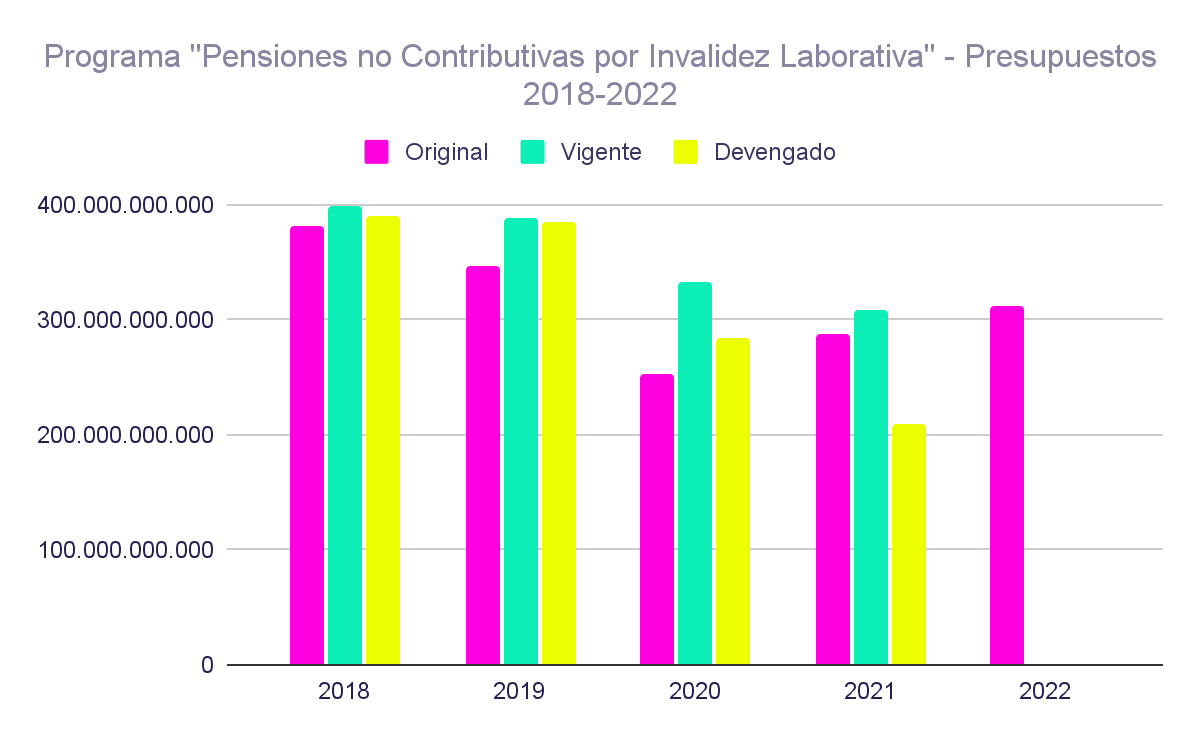 Programa "Pensiones no Contributivas por Invalidez Laborativa" - Presupuestos
2018-2022
Original Vigente Devengado
400.000.000.000
300.000.000.000
200.000.000.000
100.000.000.000
0
2018 2019 2020 2021 2022